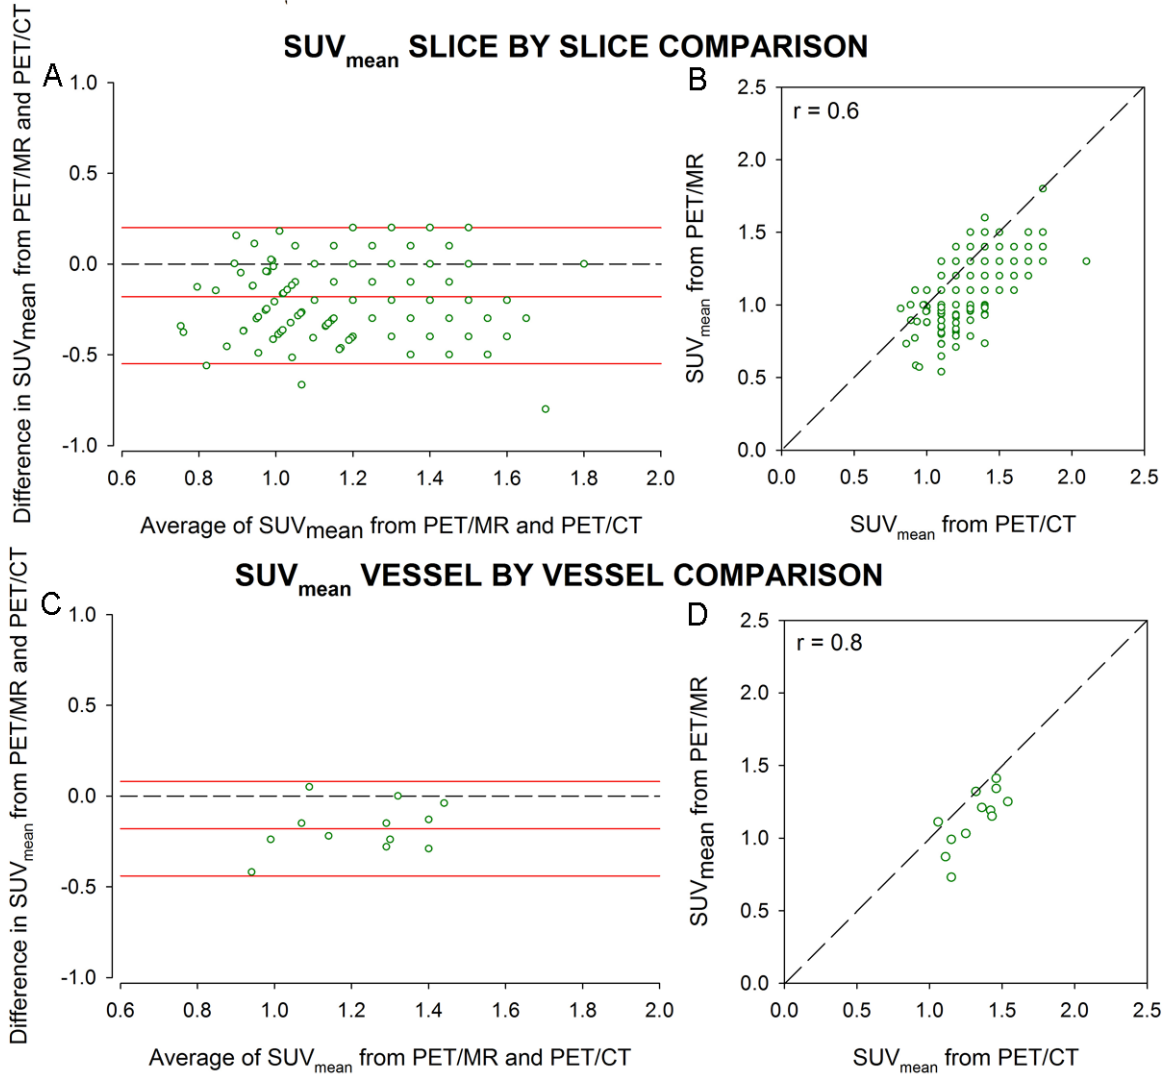 SUVmean SLICE BY SLICE COMPARISON
A
Difference in SUVmean from PET/MR and PET/CT
1.0
0.5
0.0
-0.5
-1.0
0.6 0.8 1.0 1.2 1.4 1.6 1.8 2.0
Average of SUVmean from PET/MR and PET/CT
B
r = 0.6
SUVmean from PET/MR
2.5
2.0
1.5
1.0
0.5
0.0
0.0 0.5 1.0 1.5 2.0 2.5
SUVmean from PET/CT
SUVmean VESSEL BY VESSEL COMPARISON
C
Difference in SUVmean from PET/MR and PET/CT
1.0
0.5
0.0
-0.5
-1.0
0.6 0.8 1.0 1.2 1.4 1.6 1.8 2.0
Average of SUVmean from PET/MR and PET/CT
D
r = 0.8
SUVmean from PET/MR
2.5
2.0
1.5
1.0
0.5
0.0
0.0 0.5 1.0 1.5 2.0 2.5
SUVmean from PET/CT